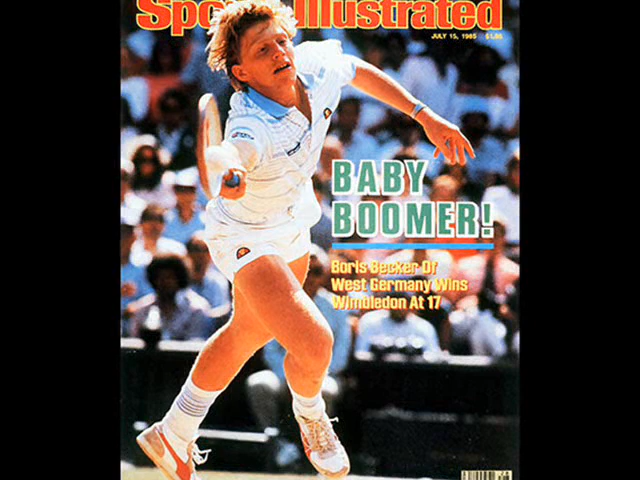 Sports Illustrated
JULY 15, 1985 $1.95
BABY
BOOMER!
Boris Becker Of
West Germany Wins
Wimbledon At 17